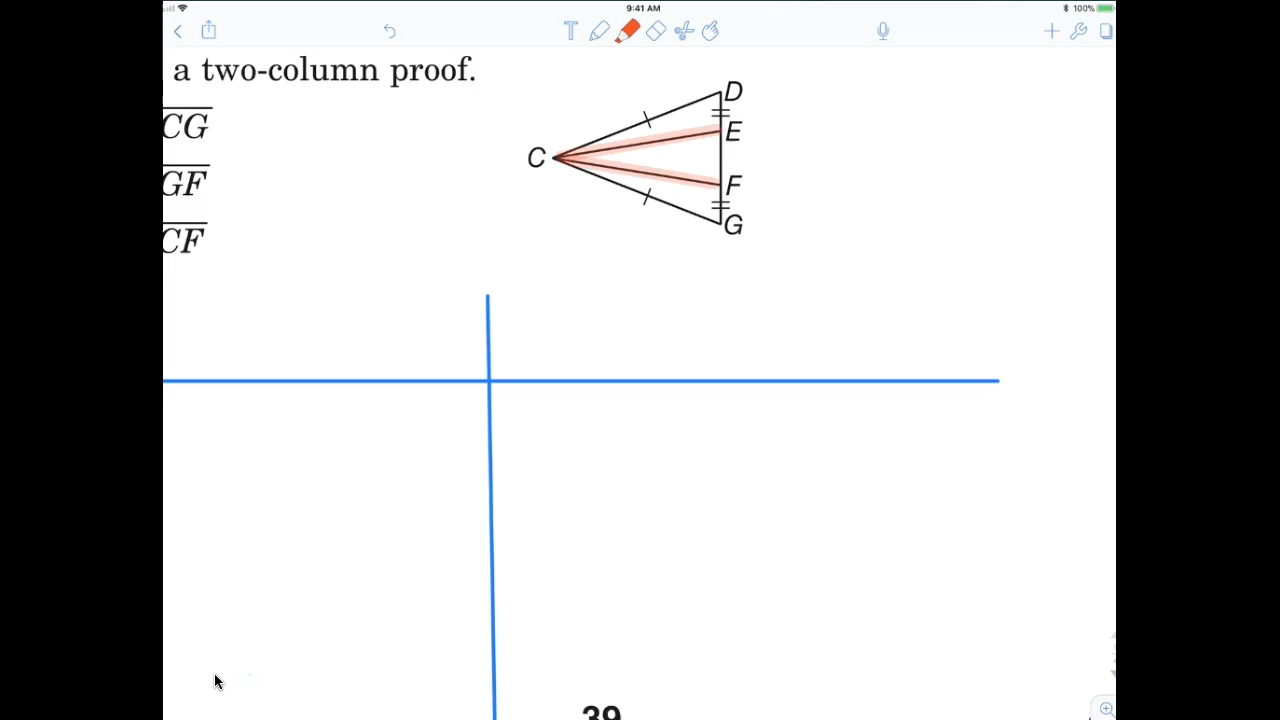 9:41 AM
100%
a two-column proof.
CG
GF
CF
D
E
C
F
G
39